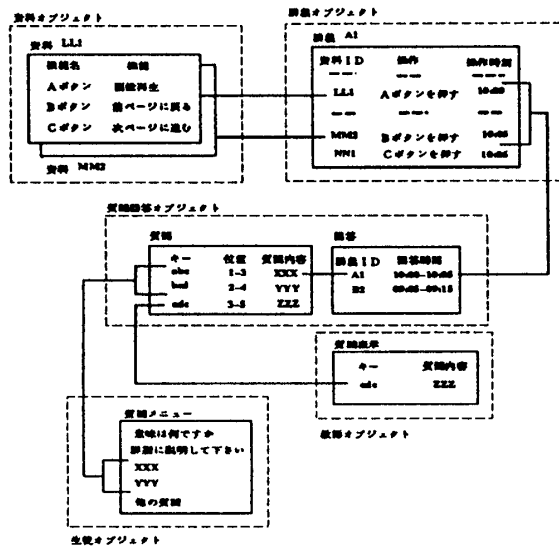 資料オブジェクト
資料 LL1
機能名 機能
Aボタン 動画再生
Bボタン 前ページに戻る
Cボタン 次ページに進む
資料 MM2
講義オブジェクト
講義 A1
資料ID 操作 操作時刻
LL1 Aボタンを押す 10:00
MM2 Bボタンを押す 10:05
NN1 Cボタンを押す 10:05
質問回答オブジェクト
質問
キー 位置 質問内容
abc 1-3 XXX
bcd 2-4 YYY
cde 3-5 ZZZ
回答
講義ID 回答時間
A1 10:00-10:05
B2 09:05-09:15
質問表示
キー 質問内容
cde ZZZ
教師オブジェクト
質問メニュー
意味は何ですか
詳細に説明して下さい
XXX
YYY
他の質問
生徒オブジェクト